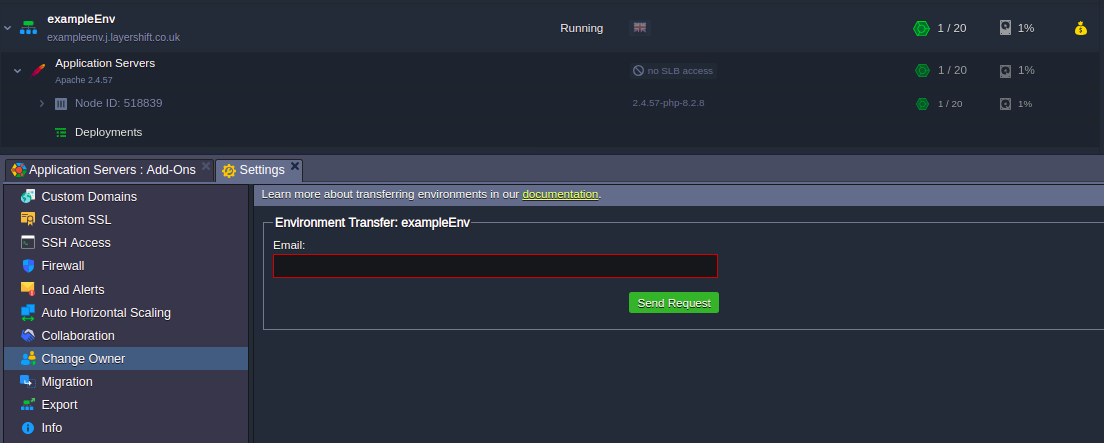 exampleEnv
exampleenv.j.layershift.co.uk
Running
1 / 20
1%
Application Servers
Apache 2.4.57
no SLB access
1 / 20
1%
Node ID: 518839
2.4.57-php-8.2.8
1 / 20
1%
Deployments
Application Servers : Add-Ons
Settings
Custom Domains
Custom SSL
SSH Access
Firewall
Load Alerts
Auto Horizontal Scaling
Collaboration
Change Owner
Migration
Export
Info
Learn more about transferring environments in our documentation.
Environment Transfer: exampleEnv
Email:
Send Request